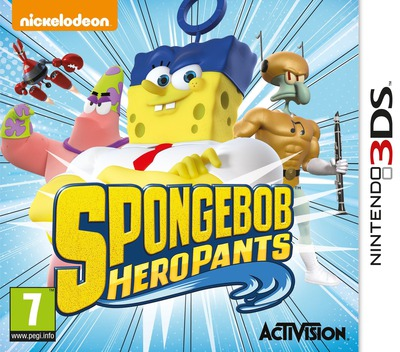 nickelodeon
NINTENDO 3DS
SPONGEBOB
HEROPANTS
7
www.pegi.info
ACTIVISION